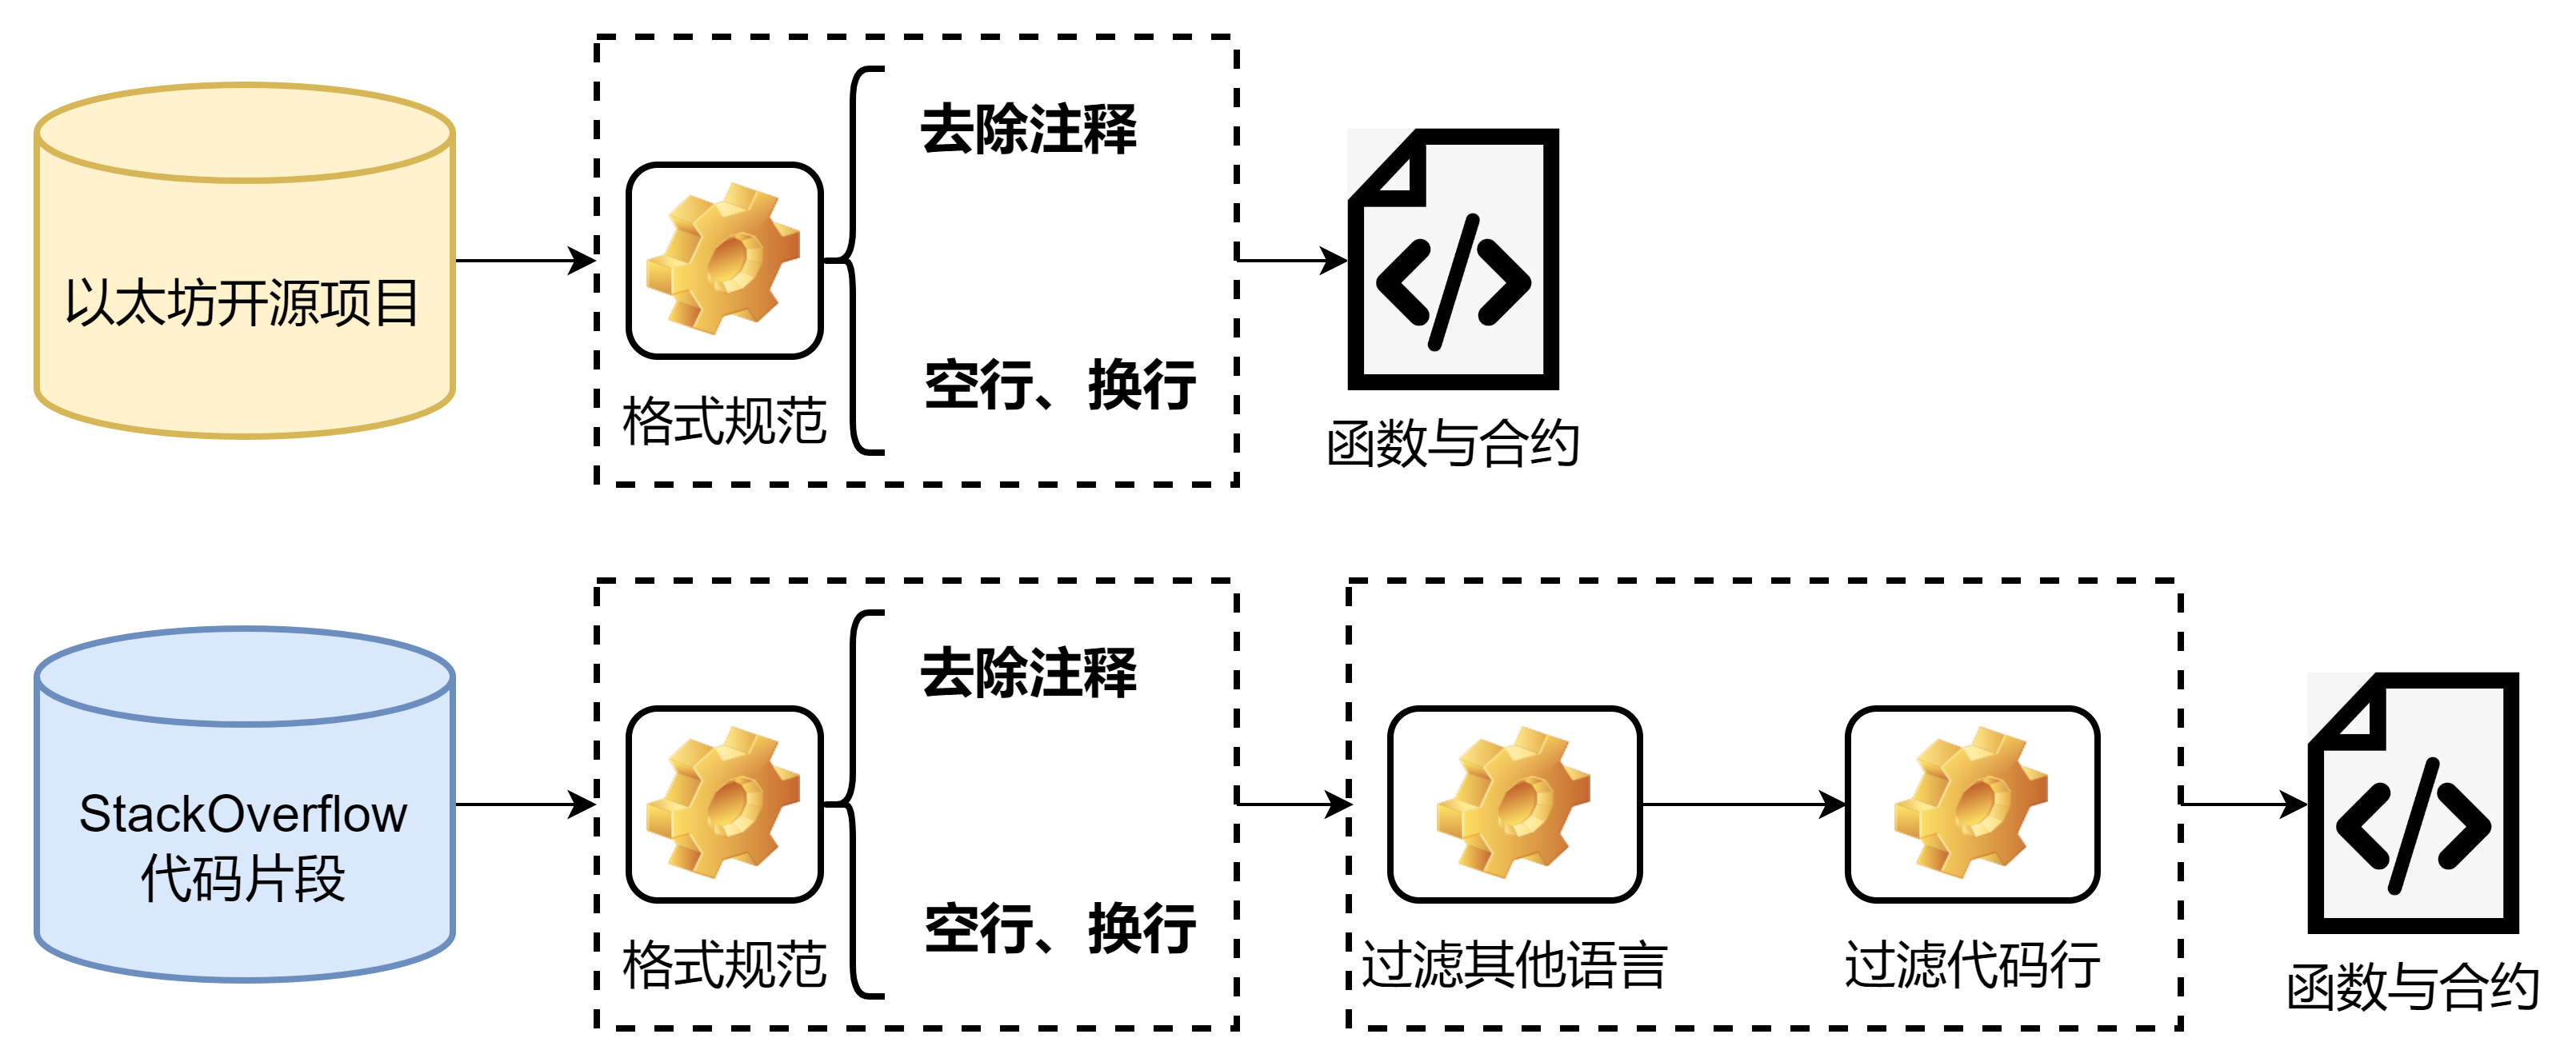 以太坊开源项目
格式规范
去除注释
空行、换行
函数与合约
StackOverflow
代码片段
格式规范
去除注释
空行、换行
过滤其他语言
过滤代码行
函数与合约